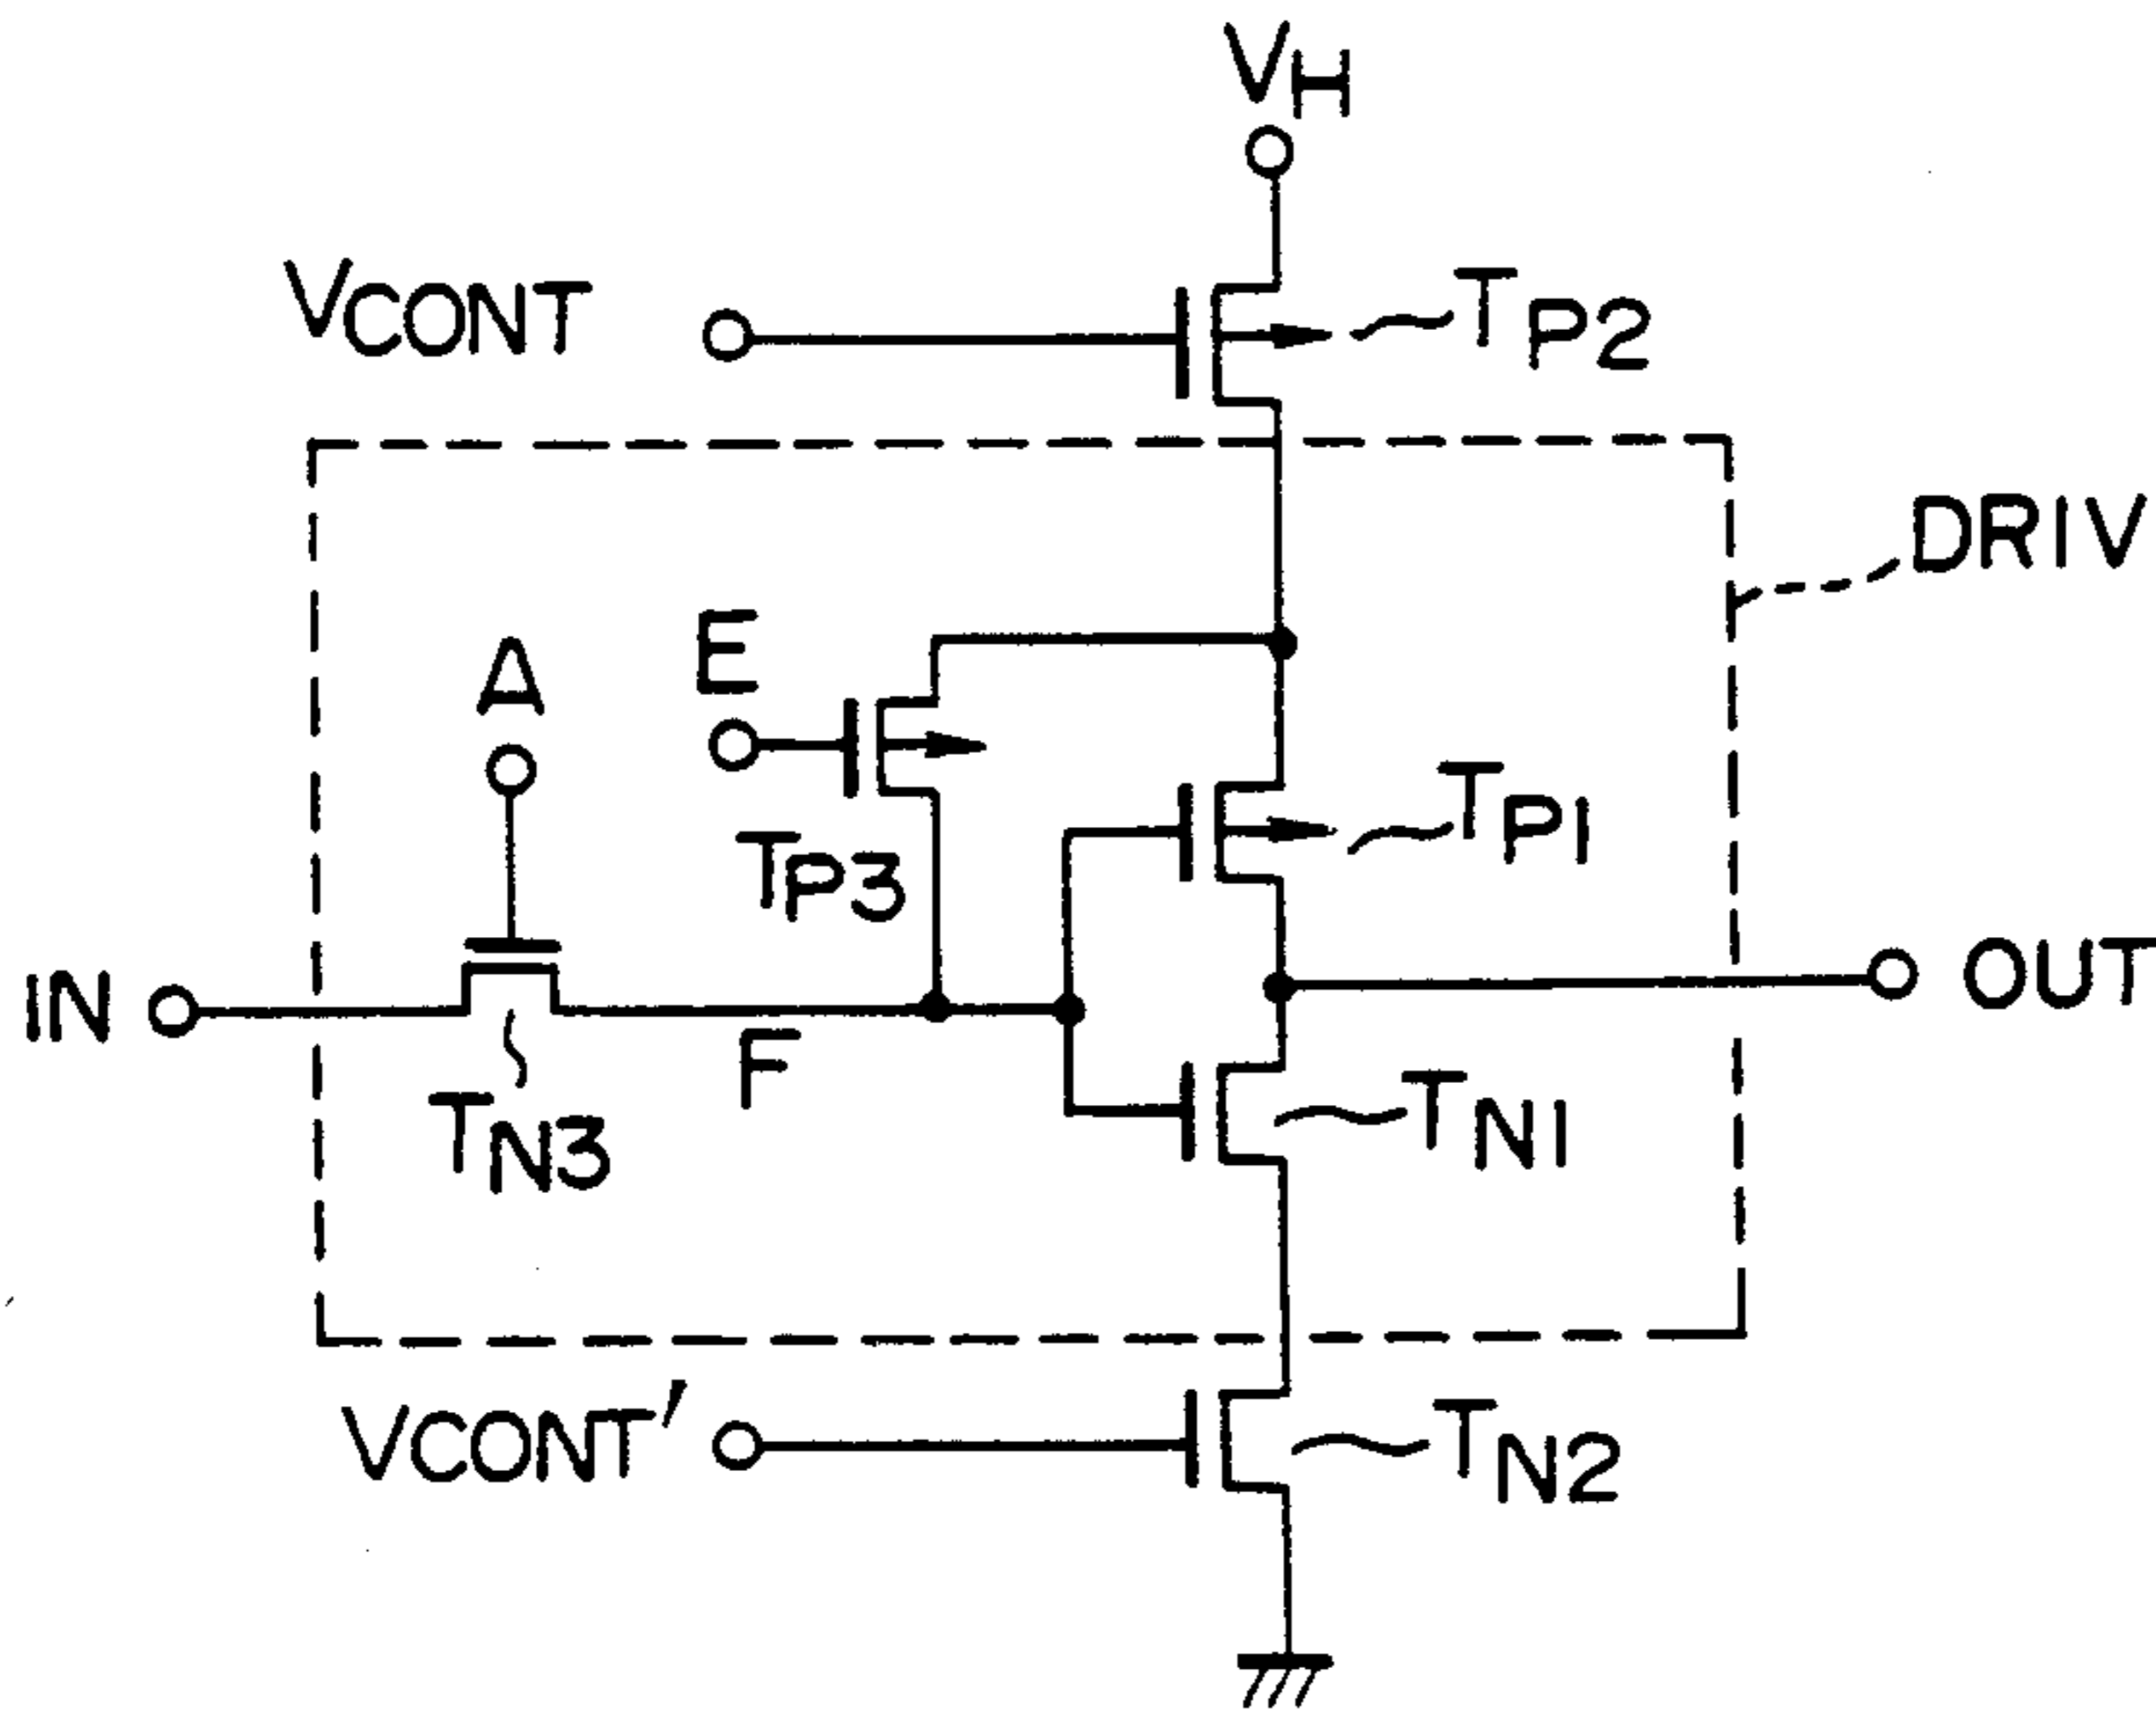 VH
VCONT
TP2
DRIV
E
A
TP1
TP3
IN
OUT
F
TN1
TN3
VCONT'
TN2